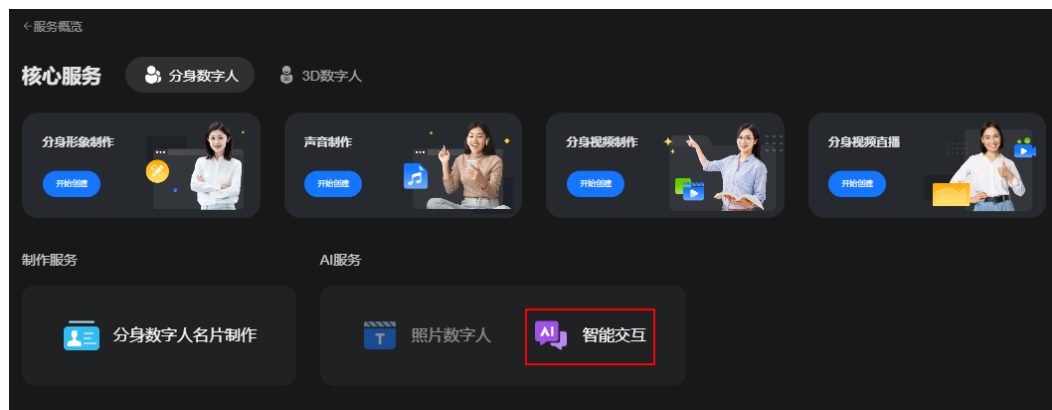 ←服务概览
核心服务 分身数字人 3D数字人
分身形象制作 声音制作 分身视频制作 分身视频直播
开始创建 开始创建 开始创建 开始创建
制作服务 AI服务
分身数字人名片制作 T 照片数字人 AI 智能交互